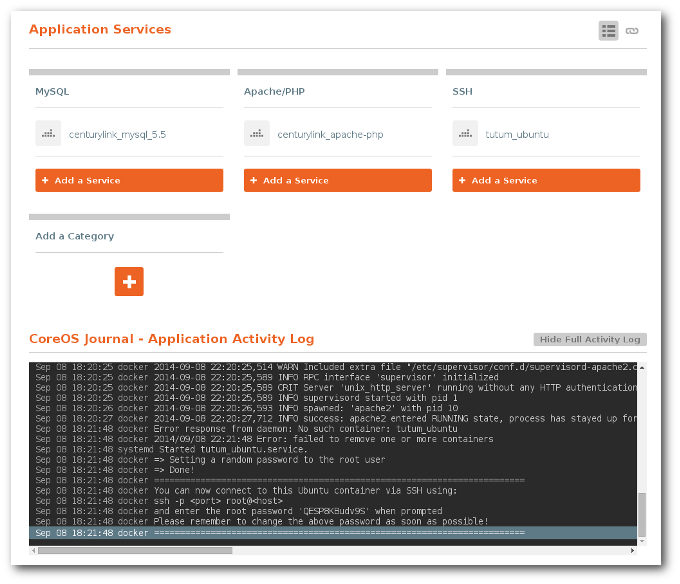 Application Services
MySQL
Apache/PHP
SSH
centurylink_mysql_5.5
centurylink_apache-php
tutum_ubuntu
+ Add a Service
+ Add a Service
+ Add a Service
Add a Category
+
CoreOS Journal - Application Activity Log
Hide Full Activity Log
Sep 08 18:20:25 docker 2014-09-08 22:20:25,514 WARN Included extra file "/etc/supervisor/conf.d/supervisord-apache2.c
Sep 08 18:20:25 docker 2014-09-08 22:20:25,589 INFO RPC interface 'supervisor' initialized
Sep 08 18:20:25 docker 2014-09-08 22:20:25,589 CRIT Server 'unix_http_server' running without any HTTP authentication
Sep 08 18:20:25 docker 2014-09-08 22:20:25,589 INFO supervisord started with pid 1
Sep 08 18:20:26 docker 2014-09-08 22:20:26,593 INFO spawned: 'apache2' with pid 10
Sep 08 18:20:27 docker 2014-09-08 22:20:27,712 INFO success: apache2 entered RUNNING state, process has stayed up for
Sep 08 18:21:48 docker Error response from daemon: No such container: tutum_ubuntu
Sep 08 18:21:48 docker 2014/09/08 22:21:48 Error: failed to remove one or more containers
Sep 08 18:21:48 systemd Started tutum_ubuntu.service.
Sep 08 18:21:48 docker => Setting a random password to the root user
Sep 08 18:21:48 docker => Done!
Sep 08 18:21:48 docker ========================================================================
Sep 08 18:21:48 docker You can now connect to this Ubuntu container via SSH using:
Sep 08 18:21:48 docker ssh -p <port> root@<host>
Sep 08 18:21:48 docker and enter the root password 'QESP8KBudv9S' when prompted
Sep 08 18:21:48 docker Please remember to change the above password as soon as possible!
Sep 08 18:21:48 docker ========================================================================